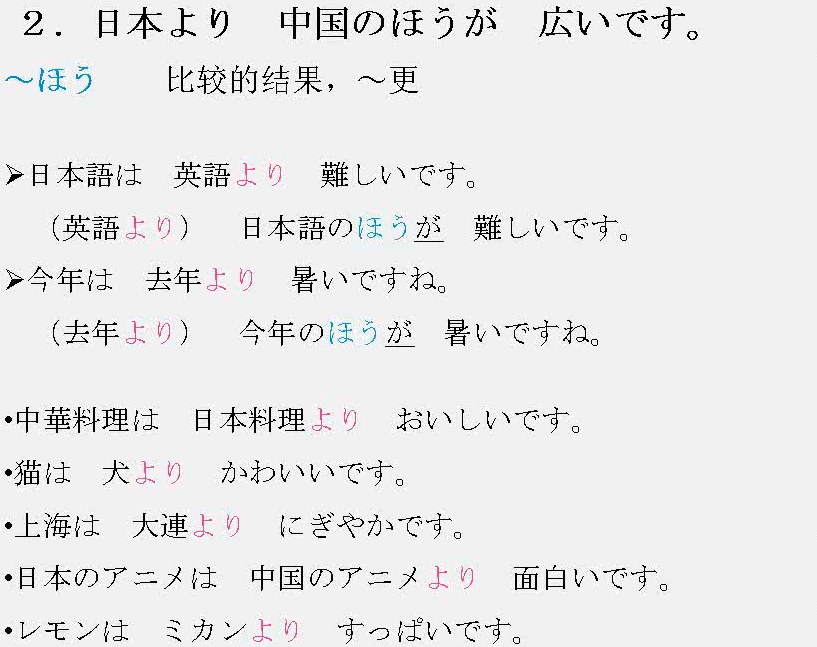 ２．日本より　中国のほうが　広いです。
～ほう　　比较的结果，～更
➢日本語は　英語より　難しいです。
（英語より）　日本語のほうが　難しいです。
➢今年は　去年より　暑いですね。
（去年より）　今年のほうが　暑いですね。
•中華料理は　日本料理より　おいしいです。
•猫は　犬より　かわいいです。
•上海は　大連より　にぎやかです。
•日本のアニメは　中国のアニメより　面白いです。
•レモンは　ミカンより　すっぱいです。